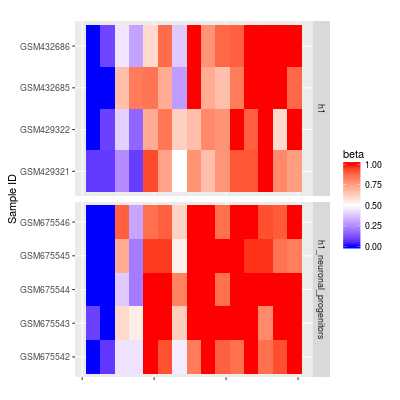 Sample ID
GSM432686
GSM432685
GSM429322
GSM429321
h1
GSM675546
GSM675545
GSM675544
GSM675543
GSM675542
h1_neuronal_progenitors
beta
1.00
0.75
0.50
0.25
0.00